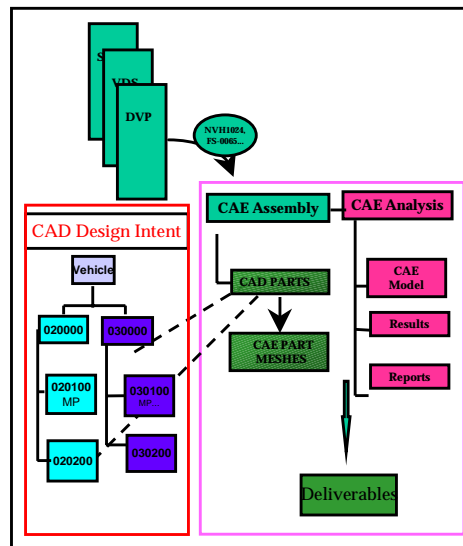 VDS
DVP
NVH1024,
FS-0065...
CAD Design Intent
Vehicle
020000
030000
020100
MP
030100
MP...
020200
030200
CAE Assembly
CAE Analysis
CAD PARTS
CAE PART
MESHES
CAE
Model
Results
Reports
Deliverables